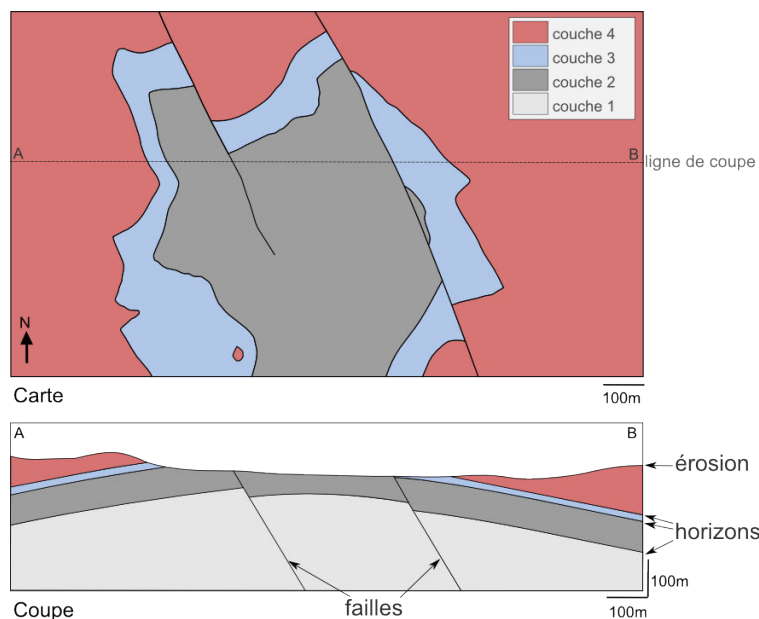 couche 4
couche 3
couche 2
couche 1
A
B
ligne de coupe
N
Carte
100m
A
B
érosion
horizons
failles
100m
100m
Coupe